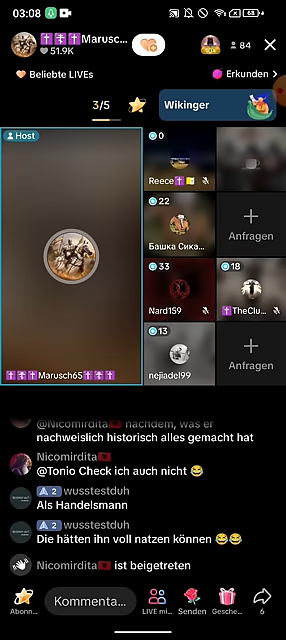 03:08
68
✝️☦️✝️Marusc...
51.9K
84
Beliebte LIVEs
Erkunden >
3/5
Wikinger
Host
0
Reece✝️
22
Башка Сика...
Anfragen
33
Nard159
18
✝️TheClu...
13
nejiadel99
Anfragen
✝️☦️✝️Marusch65✝️✝️✝️
@Nicomirdita🇦🇱 nachdem, was er
nachweislich historisch alles gemacht hat
Nicomirdita🇦🇱
@Tonio Check ich auch nicht 😂
2 wusstestduh
Als Handelsmann
2 wusstestduh
Die hätten ihn voll natzen können 😂😂
Nicomirdita🇦🇱 ist beigetreten
Abonn...
Kommenta...
LIVE mi...
Senden
Gesche...
6